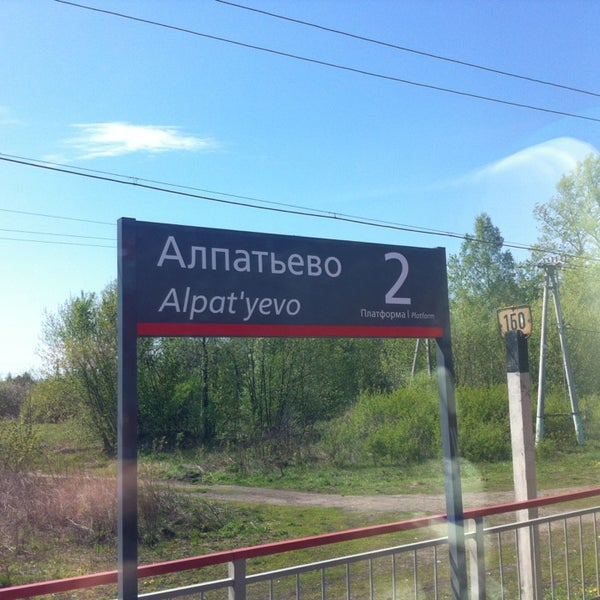 Алпатьево
Alpat'yevo
2
Платформа | Platform
160